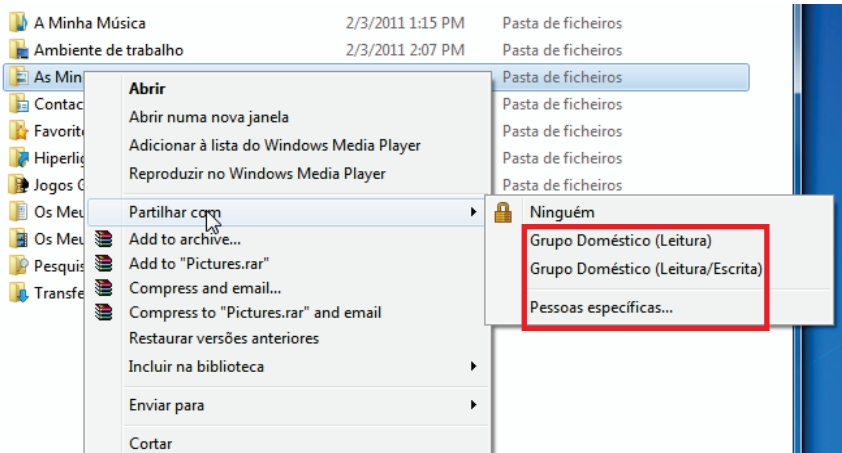 A Minha Música 2/3/2011 1:15 PM Pasta de ficheiros
Ambiente de trabalho 2/3/2011 2:07 PM Pasta de ficheiros
As Pasta de ficheiros
Pasta de ficheiros
Pasta de ficheiros
Pasta de ficheiros
Jogos Pasta de ficheiros
Os
Os
Abrir
Abrir numa nova janela
Adicionar à lista do Windows Media Player
Reproduzir no Windows Media Player
Partilhar com
Add to archive...
Add to "Pictures.rar"
Compress and email...
Compress to "Pictures.rar" and email
Restaurar versões anteriores
Incluir na biblioteca
Enviar para
Cortar
Ninguém
Grupo Doméstico (Leitura)
Grupo Doméstico (Leitura/Escrita)
Pessoas específicas...